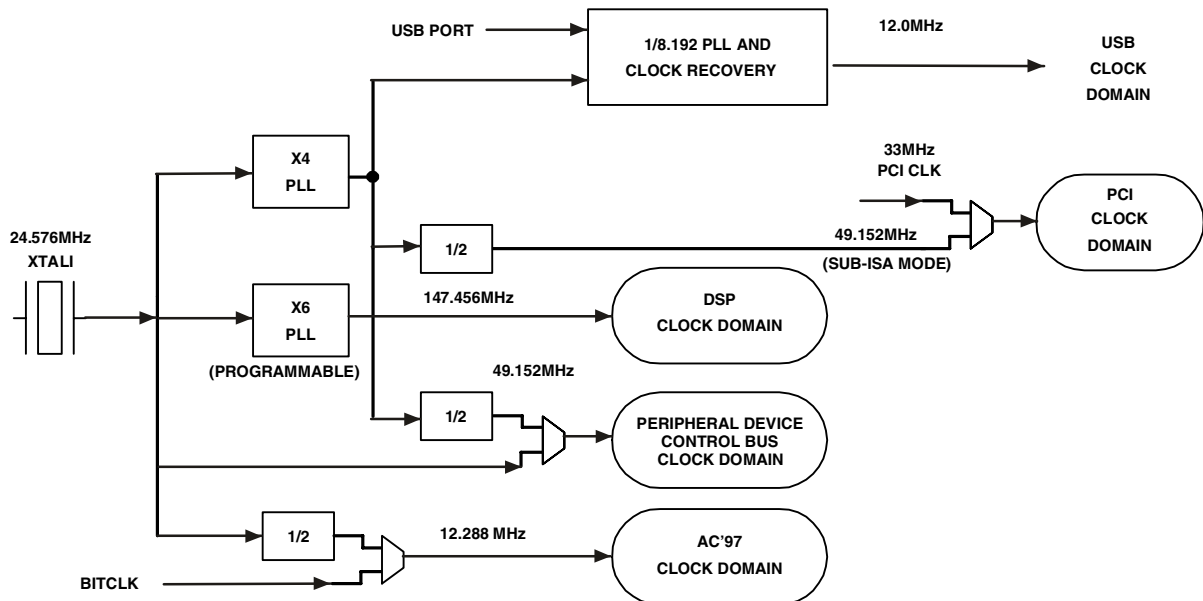 USB PORT
1/8.192 PLL AND
CLOCK RECOVERY
12.0MHz
USB
CLOCK
DOMAIN
X4
PLL
33MHz
PCI CLK
PCI
CLOCK
DOMAIN
24.576MHz
XTALI
1/2
49.152MHz
(SUB-ISA MODE)
X6
PLL
(PROGRAMMABLE)
147.456MHz
DSP
CLOCK DOMAIN
49.152MHz
1/2
PERIPHERAL DEVICE
CONTROL BUS
CLOCK DOMAIN
1/2
12.288 MHz
AC'97
CLOCK DOMAIN
BITCLK